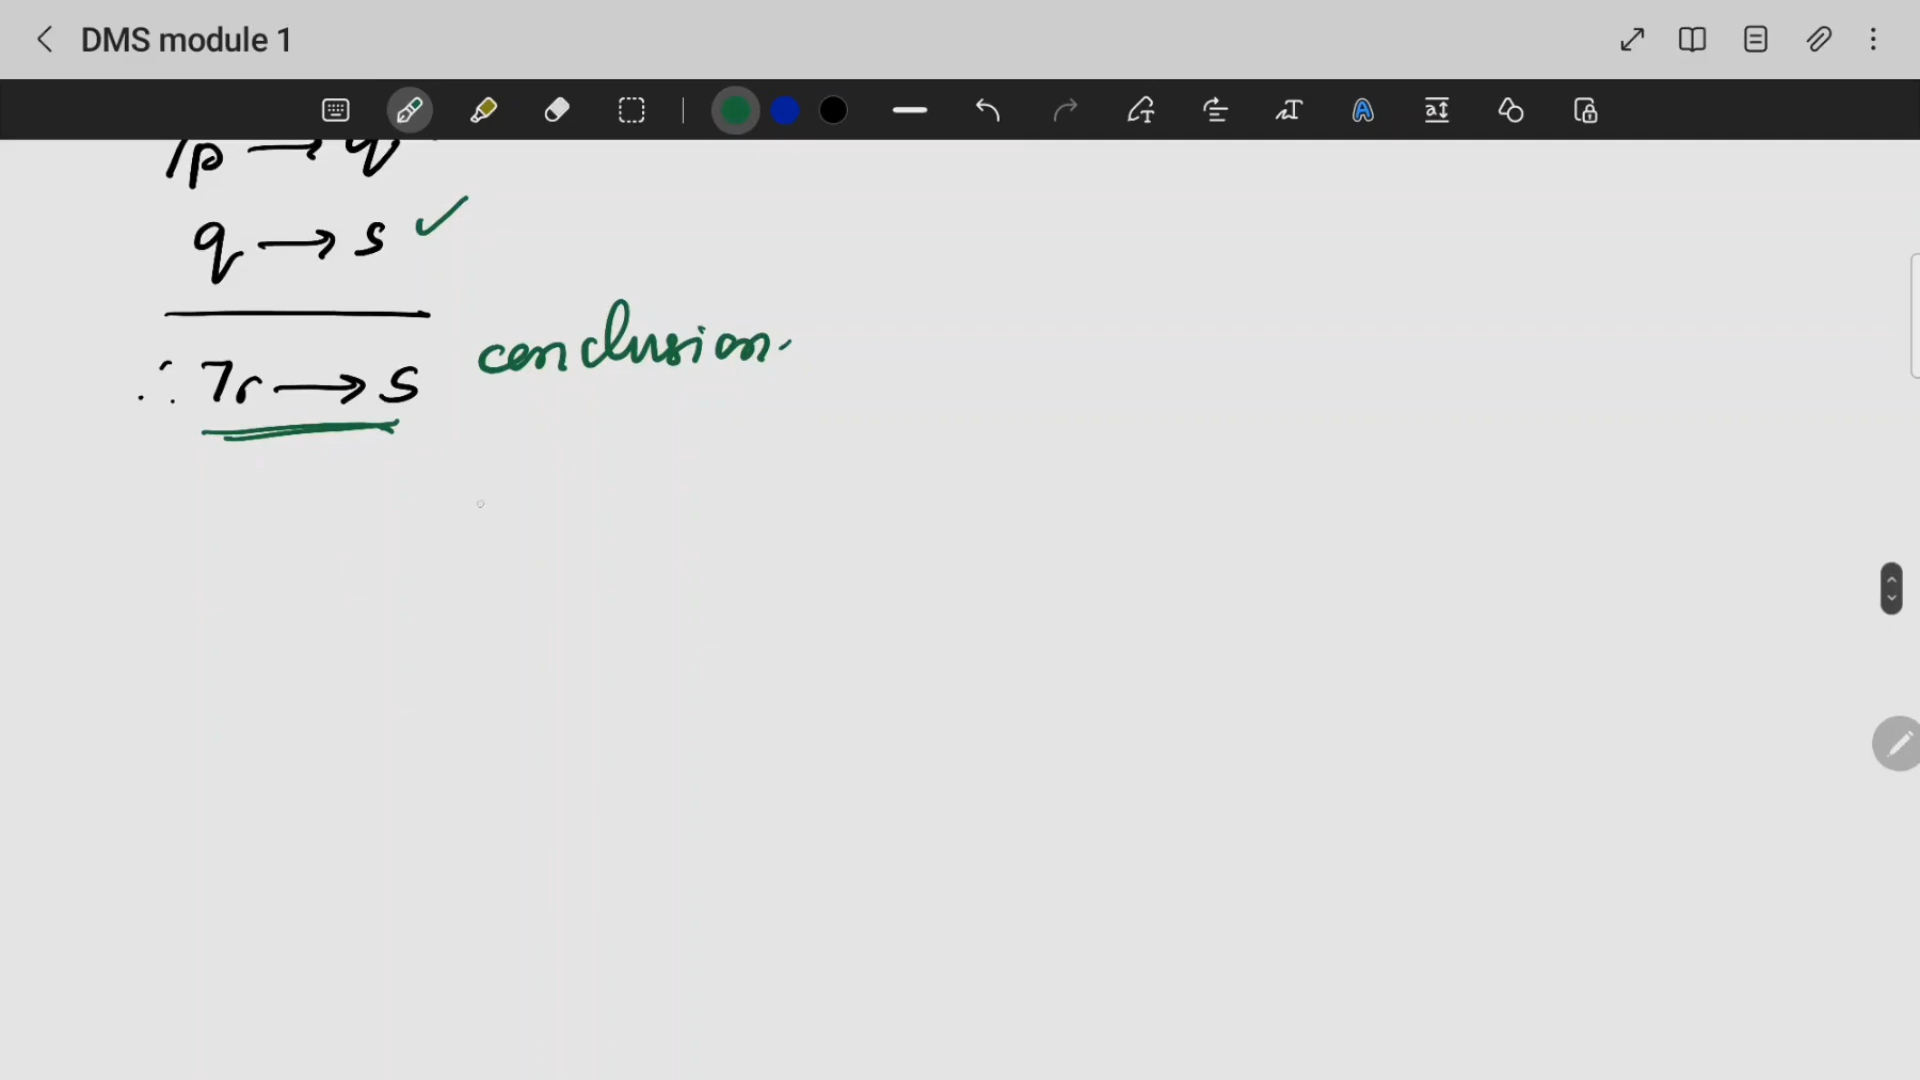 DMS module 1
¬p → q
q → s ✓
∴ ¬r → s conclusion.